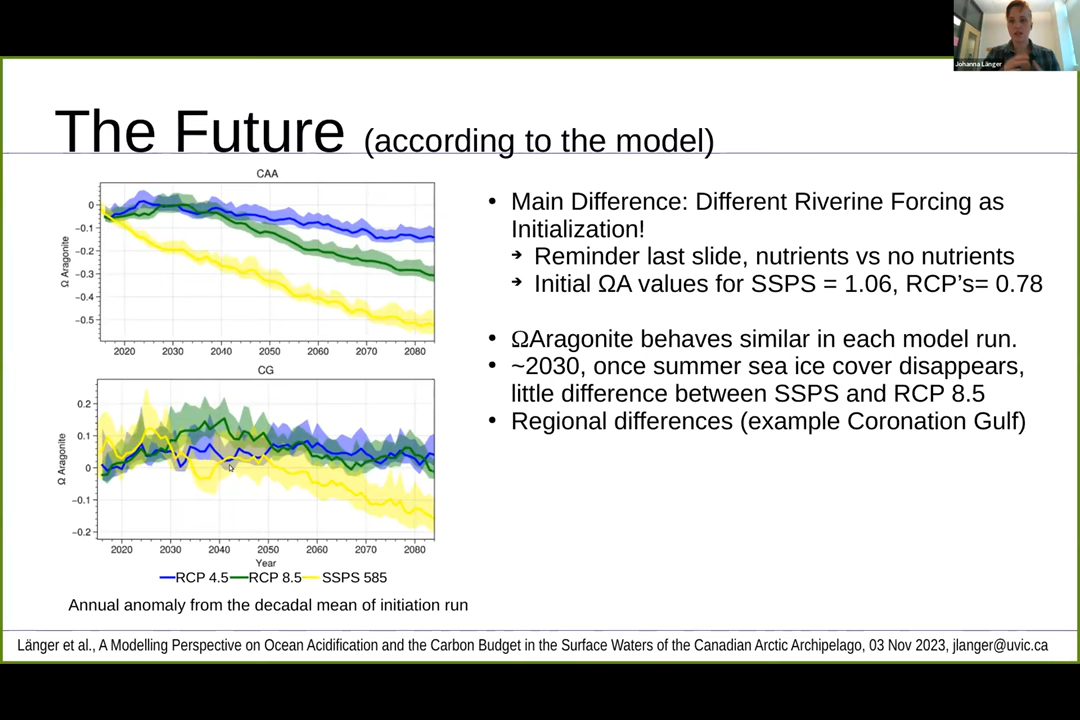 Johanna Länger
The Future (according to the model)
CAA
0
−0.1
−0.2
−0.3
−0.4
−0.5
Ω Aragonite
2020 2030 2040 2050 2060 2070 2080
CG
0.2
0.1
0
−0.1
−0.2
Ω Aragonite
2020 2030 2040 2050 2060 2070 2080
Year
RCP 4.5 RCP 8.5 SSPS 585
Annual anomaly from the decadal mean of initiation run
• Main Difference: Different Riverine Forcing as
Initialization!
➔ Reminder last slide, nutrients vs no nutrients
➔ Initial ΩA values for SSPS = 1.06, RCP’s= 0.78
• ΩAragonite behaves similar in each model run.
• ~2030, once summer sea ice cover disappears,
little difference between SSPS and RCP 8.5
• Regional differences (example Coronation Gulf)
Länger et al., A Modelling Perspective on Ocean Acidification and the Carbon Budget in the Surface Waters of the Canadian Arctic Archipelago, 03 Nov 2023, jlanger@uvic.ca